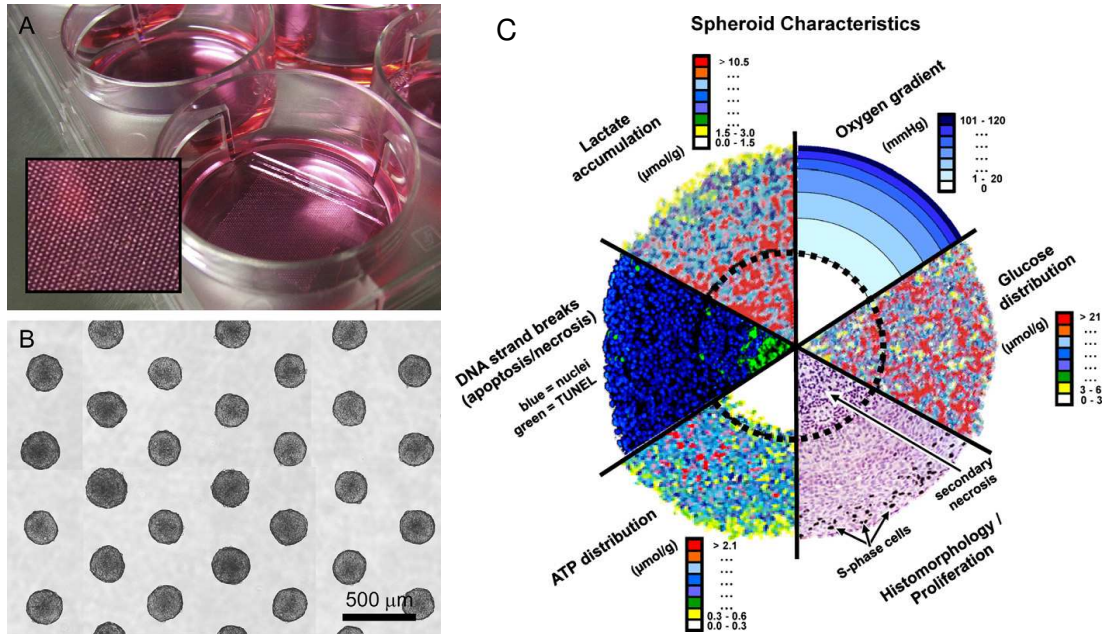 A
B
500 µm
C
Spheroid Characteristics
Lactate
accumulation
(µmol/g)
> 10.5
...
...
...
...
...
1.5 - 3.0
0.0 - 1.5
Oxygen gradient
(mmHg)
101 - 120
...
...
...
...
1 - 20
0
Glucose
distribution
(µmol/g)
> 21
...
...
...
...
...
3 - 6
0 - 3
DNA strand breaks
(apoptosis/necrosis)
blue = nuclei
green = TUNEL
ATP distribution
(µmol/g)
> 2.1
...
...
...
...
...
0.3 - 0.6
0.0 - 0.3
secondary
necrosis
S-phase cells
Histomorphology /
Proliferation